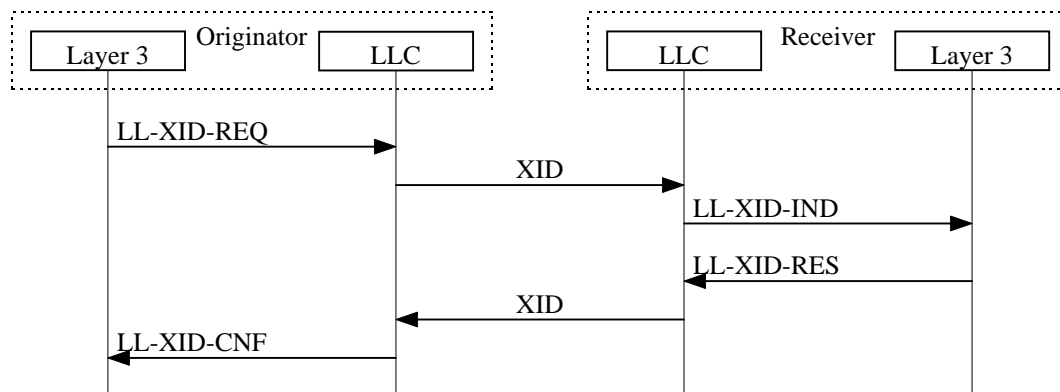 Originator
Receiver
Layer 3
LLC
LLC
Layer 3
LL-XID-REQ
XID
LL-XID-IND
LL-XID-RES
XID
LL-XID-CNF